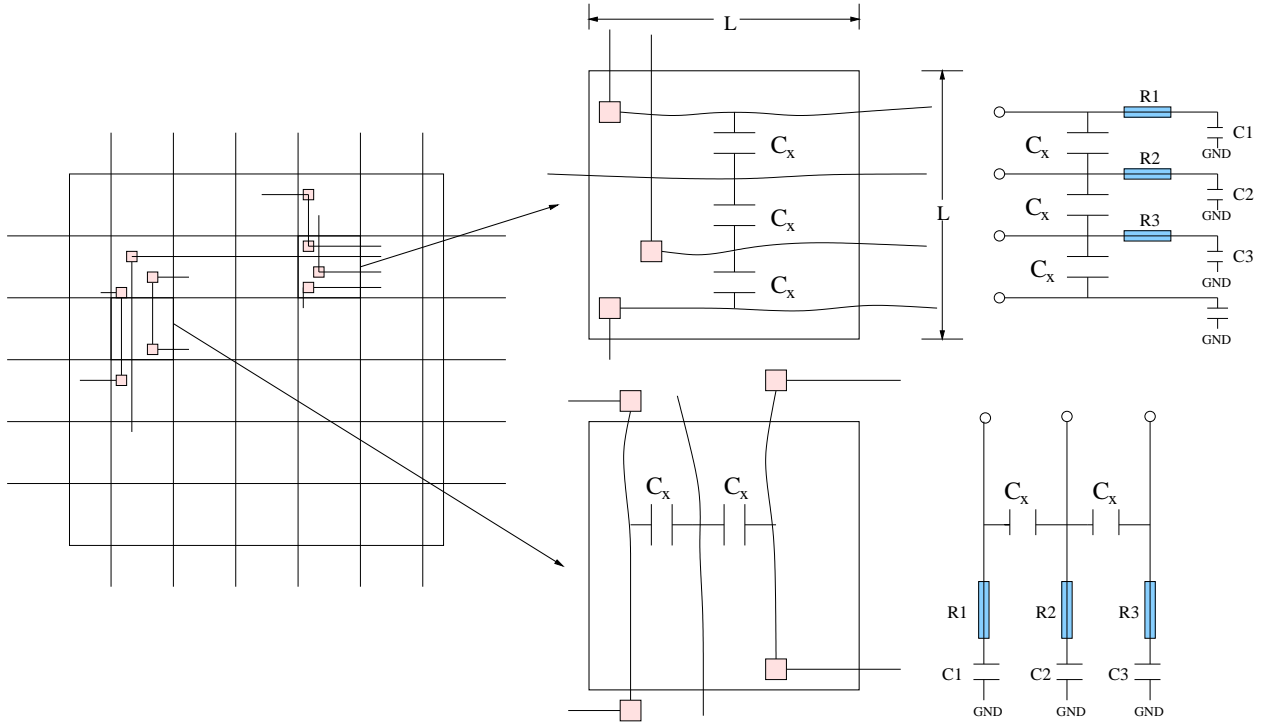 L
L
Cx
Cx
Cx
R1
C1
GND
Cx
R2
C2
GND
Cx
R3
C3
GND
Cx
GND
Cx Cx
Cx Cx
R1 R2 R3
C1 C2 C3
GND GND GND